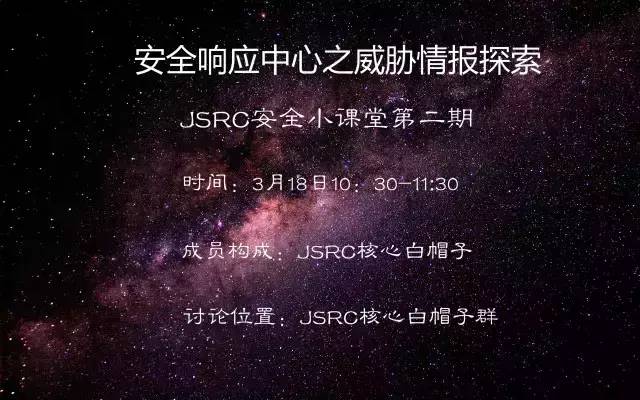 安全响应中心之威胁情报探索
JSRC安全小课堂第二期
时间：3月18日10：30-11:30
成员构成：JSRC核心白帽子
讨论位置：JSRC核心白帽子群